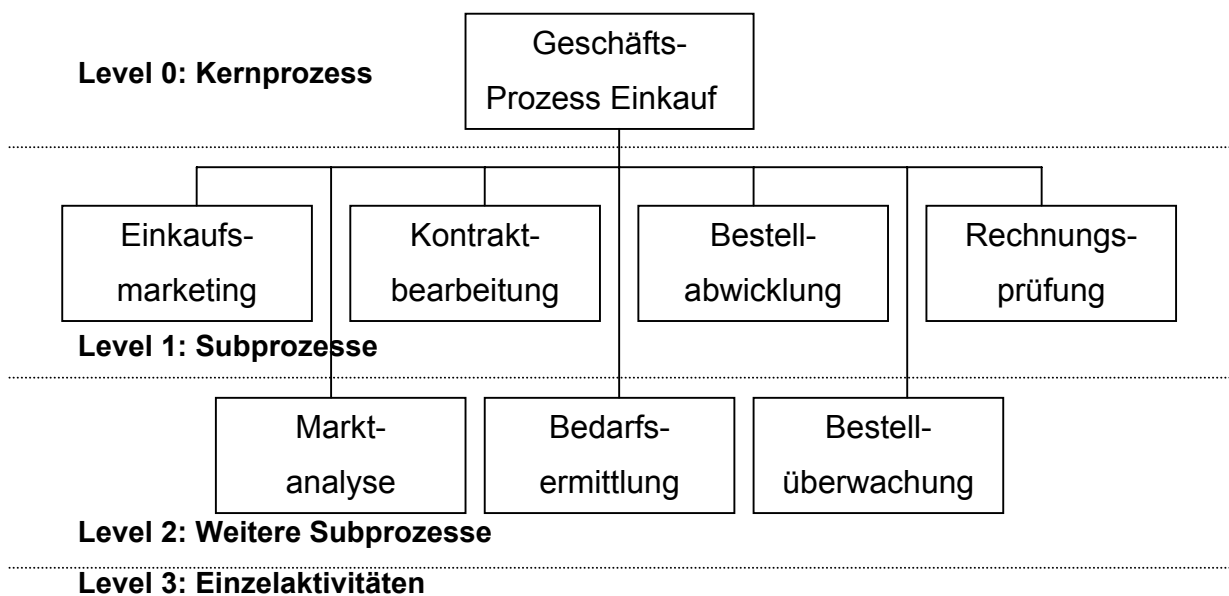 Geschäfts-
Prozess Einkauf
Level 0: Kernprozess
Einkaufs-
marketing
Kontrakt-
bearbeitung
Bestell-
abwicklung
Rechnungs-
prüfung
Level 1: Subprozesse
Markt-
analyse
Bedarfs-
ermittlung
Bestell-
überwachung
Level 2: Weitere Subprozesse
Level 3: Einzelaktivitäten